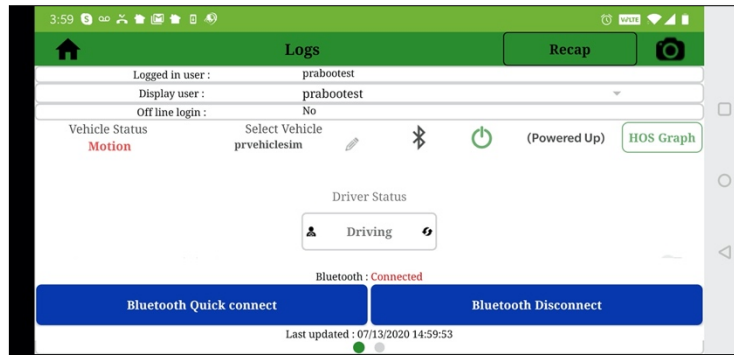 3:59
Logs
Recap
Logged in user : prabootest
Display user : prabootest
Off line login : No
Vehicle Status Select Vehicle
Motion prvehiclesim (Powered Up) HOS Graph
Driver Status
Driving
Bluetooth : Connected
Bluetooth Quick connect Bluetooth Disconnect
Last updated : 07/13/2020 14:59:53